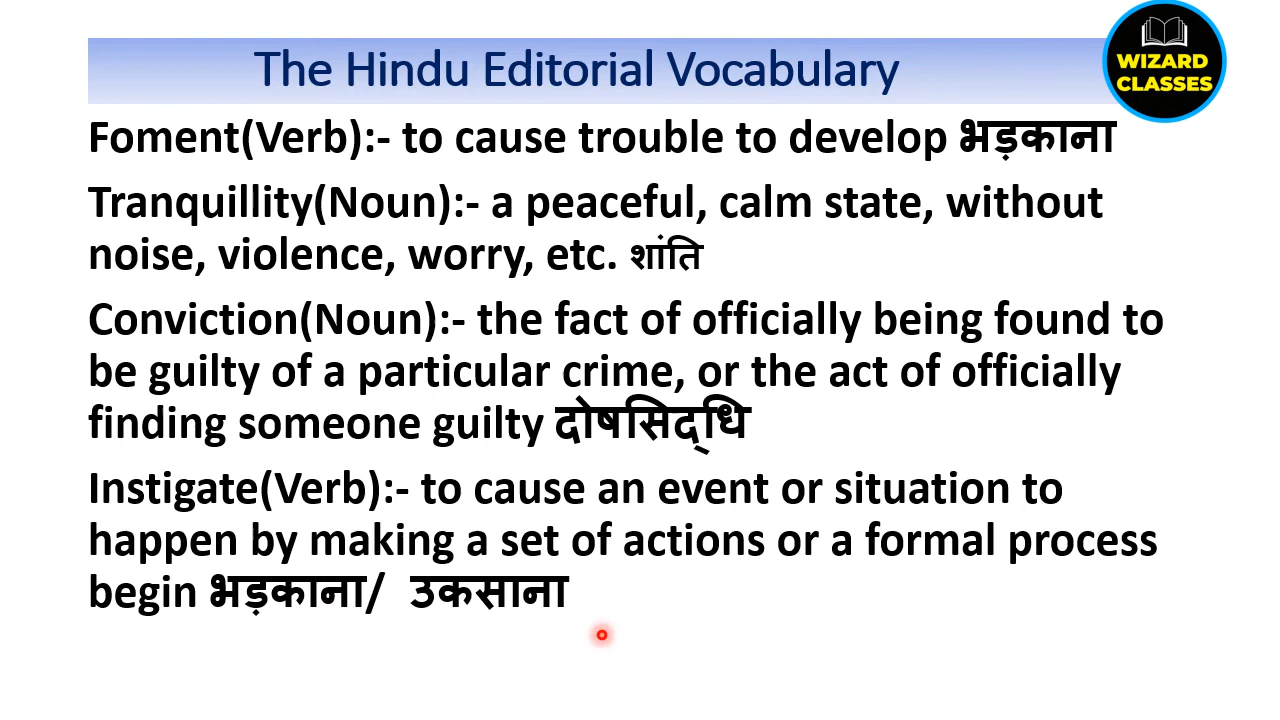 The Hindu Editorial Vocabulary
WIZARD
CLASSES
Foment(Verb):- to cause trouble to develop भड़काना
Tranquillity(Noun):- a peaceful, calm state, without
noise, violence, worry, etc. शांति
Conviction(Noun):- the fact of officially being found to
be guilty of a particular crime, or the act of officially
finding someone guilty दोषसिद्धि
Instigate(Verb):- to cause an event or situation to
happen by making a set of actions or a formal process
begin भड़काना/ उकसाना